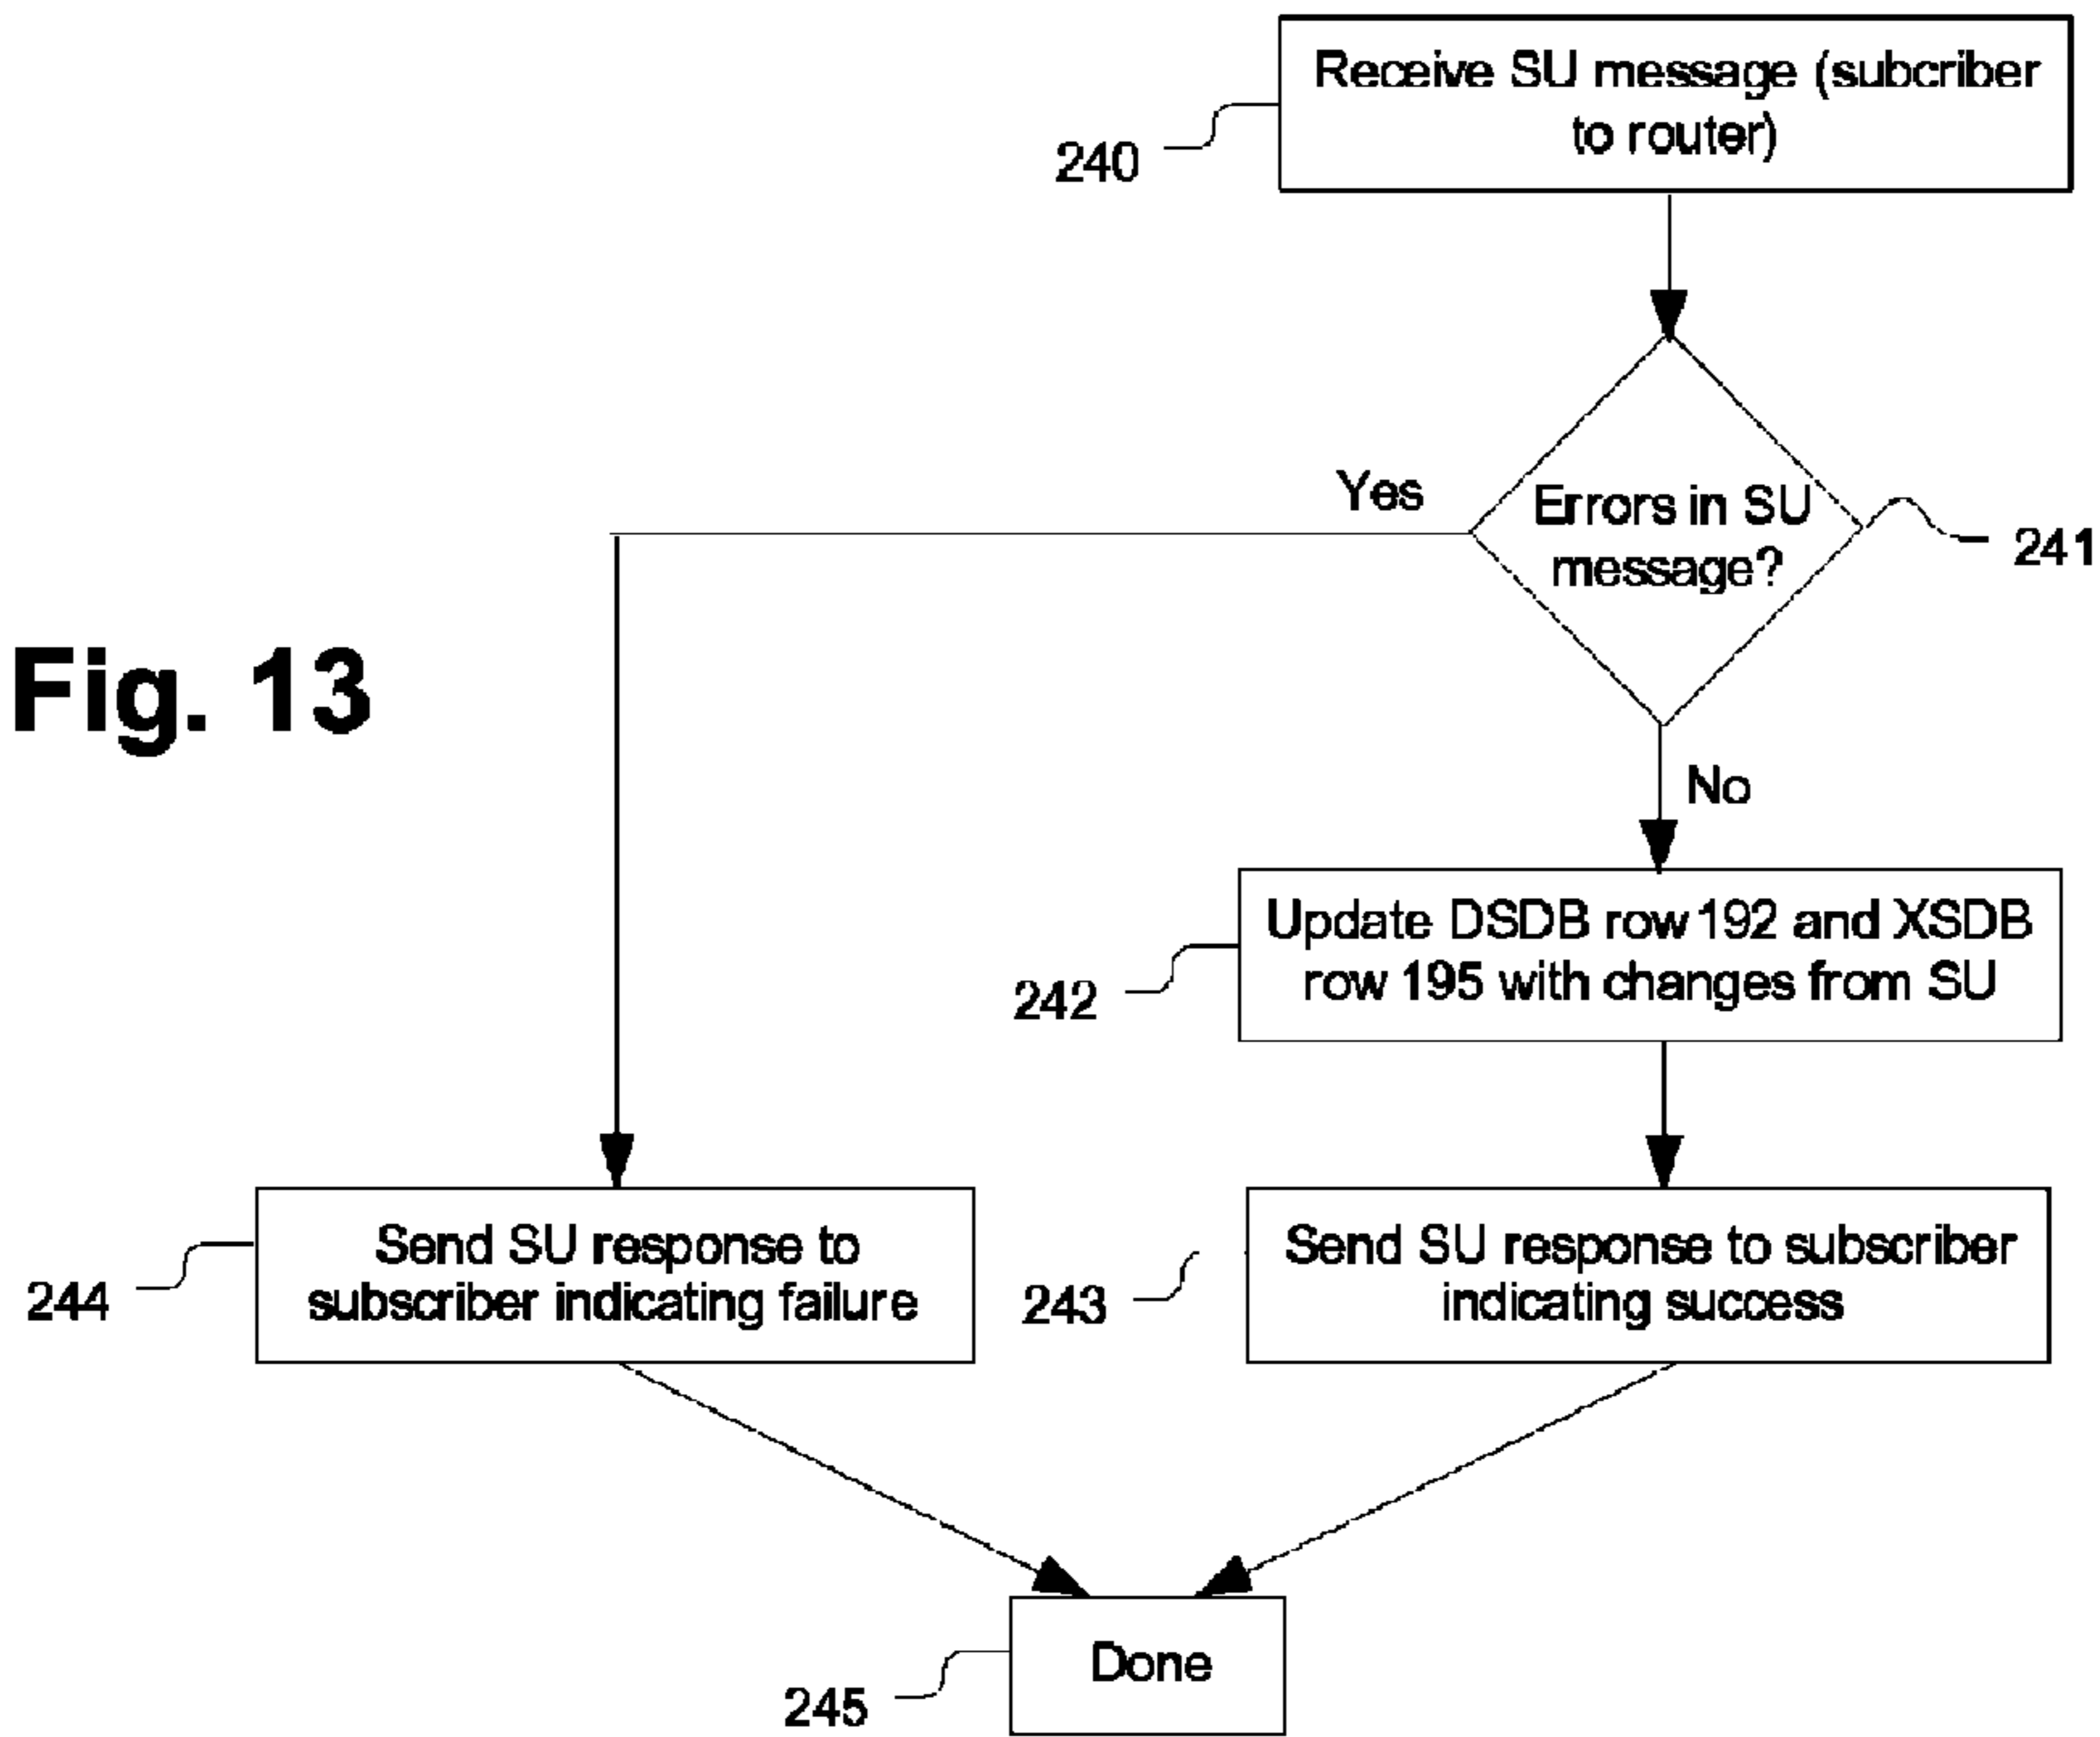 Receive SU message (subcriber
to router)
240
Yes
Errors in SU
message?
241
Fig. 13
No
Update DSDB row 192 and XSDB
row 195 with changes from SU
242
Send SU response to
subscriber indicating failure
244
Send SU response to subscriber
indicating success
243
Done
245